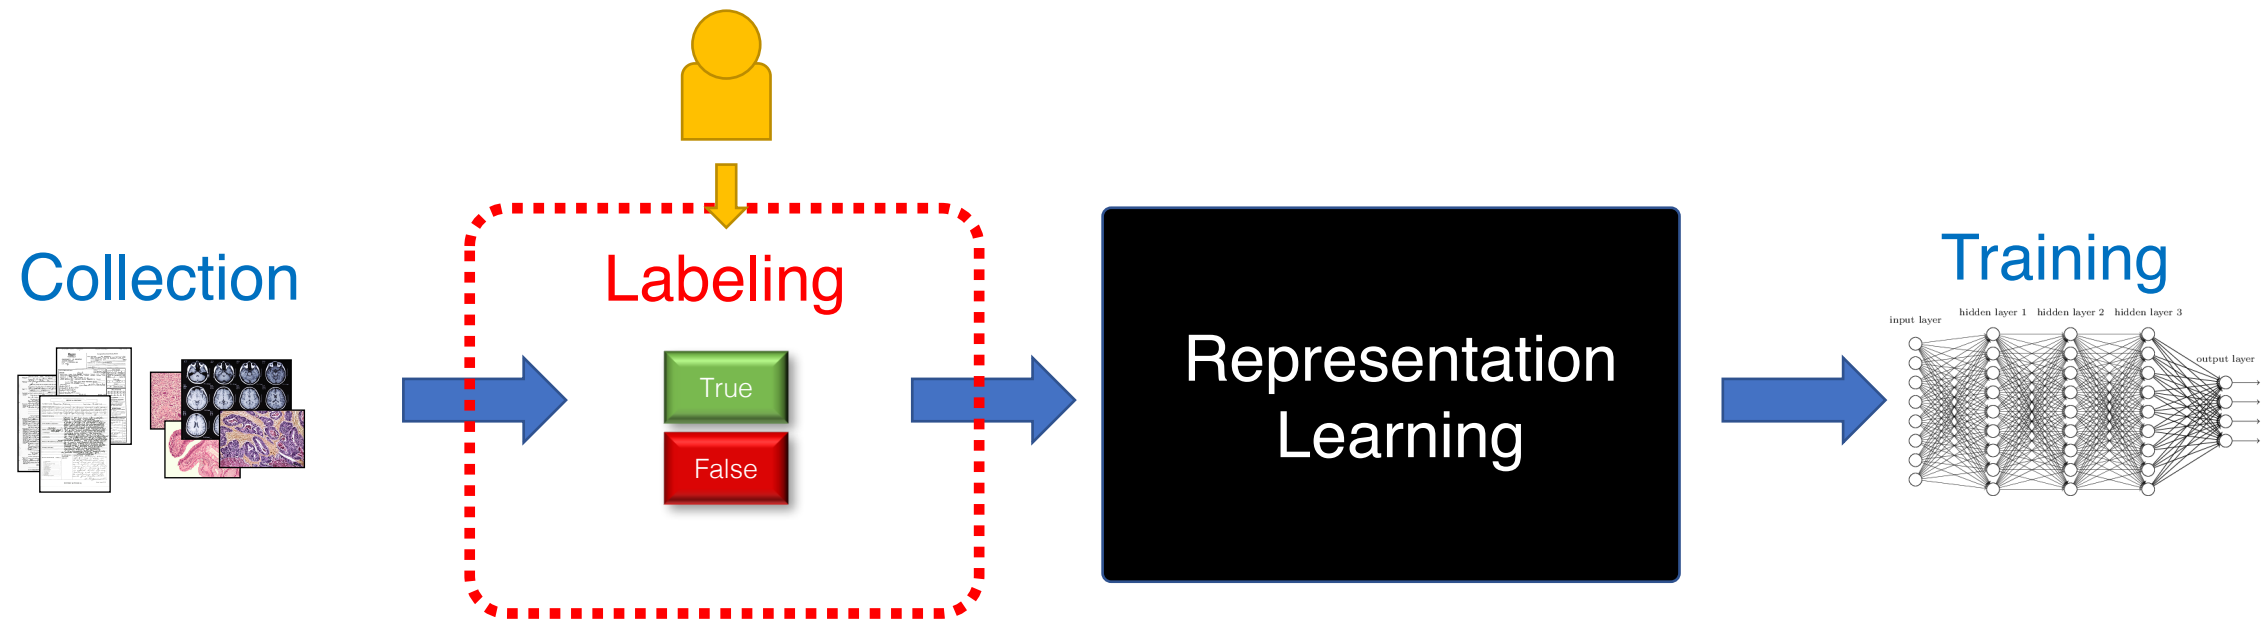 Collection
Labeling
True
False
Representation
Learning
Training
input layer
hidden layer 1 hidden layer 2 hidden layer 3
output layer